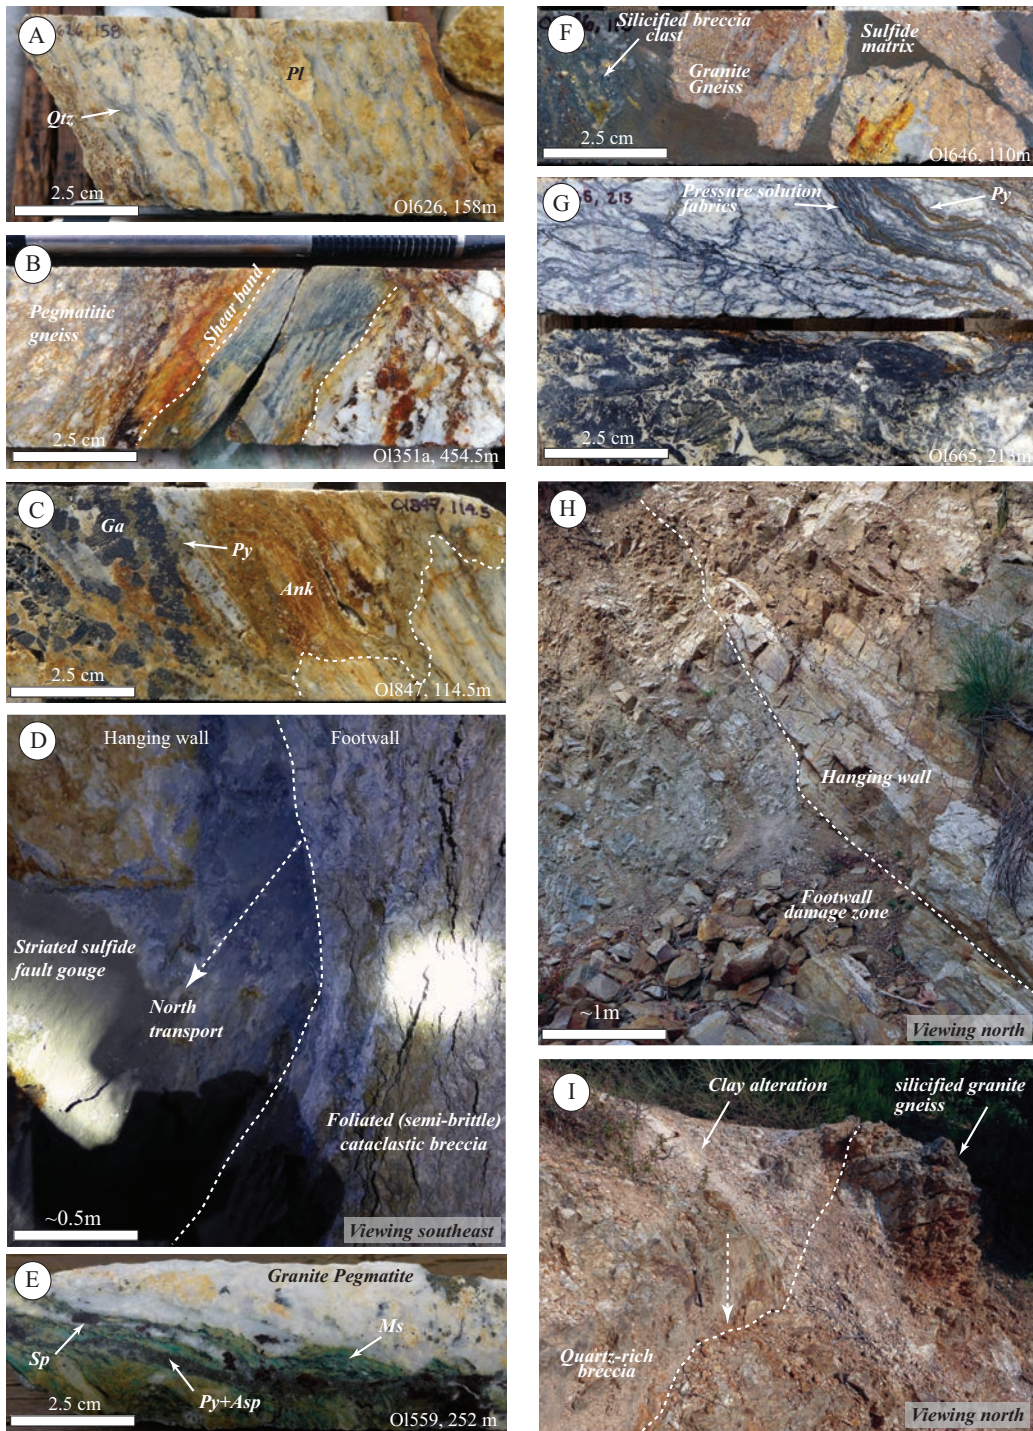 A
626, 158
Pl
Qtz
2.5 cm
Ol626, 158m
B
Pegmatitic
gneiss
Shear band
2.5 cm
Ol351a, 454.5m
C
Ol847, 114.5
Ga
Py
Ank
2.5 cm
Ol847, 114.5m
D
Hanging wall
Footwall
Striated sulfide
fault gouge
North
transport
Foliated (semi-brittle)
cataclastic breccia
~0.5m
Viewing southeast
E
Granite Pegmatite
Ms
Sp
Py+Asp
2.5 cm
Ol559, 252 m
F
Silicified breccia
clast
Sulfide
matrix
Granite
Gneiss
2.5 cm
Ol646, 110m
G
5, 213
Pressure solution
fabrics
Py
2.5 cm
Ol665, 213m
H
Hanging wall
Footwall
damage zone
~1m
Viewing north
I
Clay alteration
silicified granite
gneiss
Quartz-rich
breccia
Viewing north